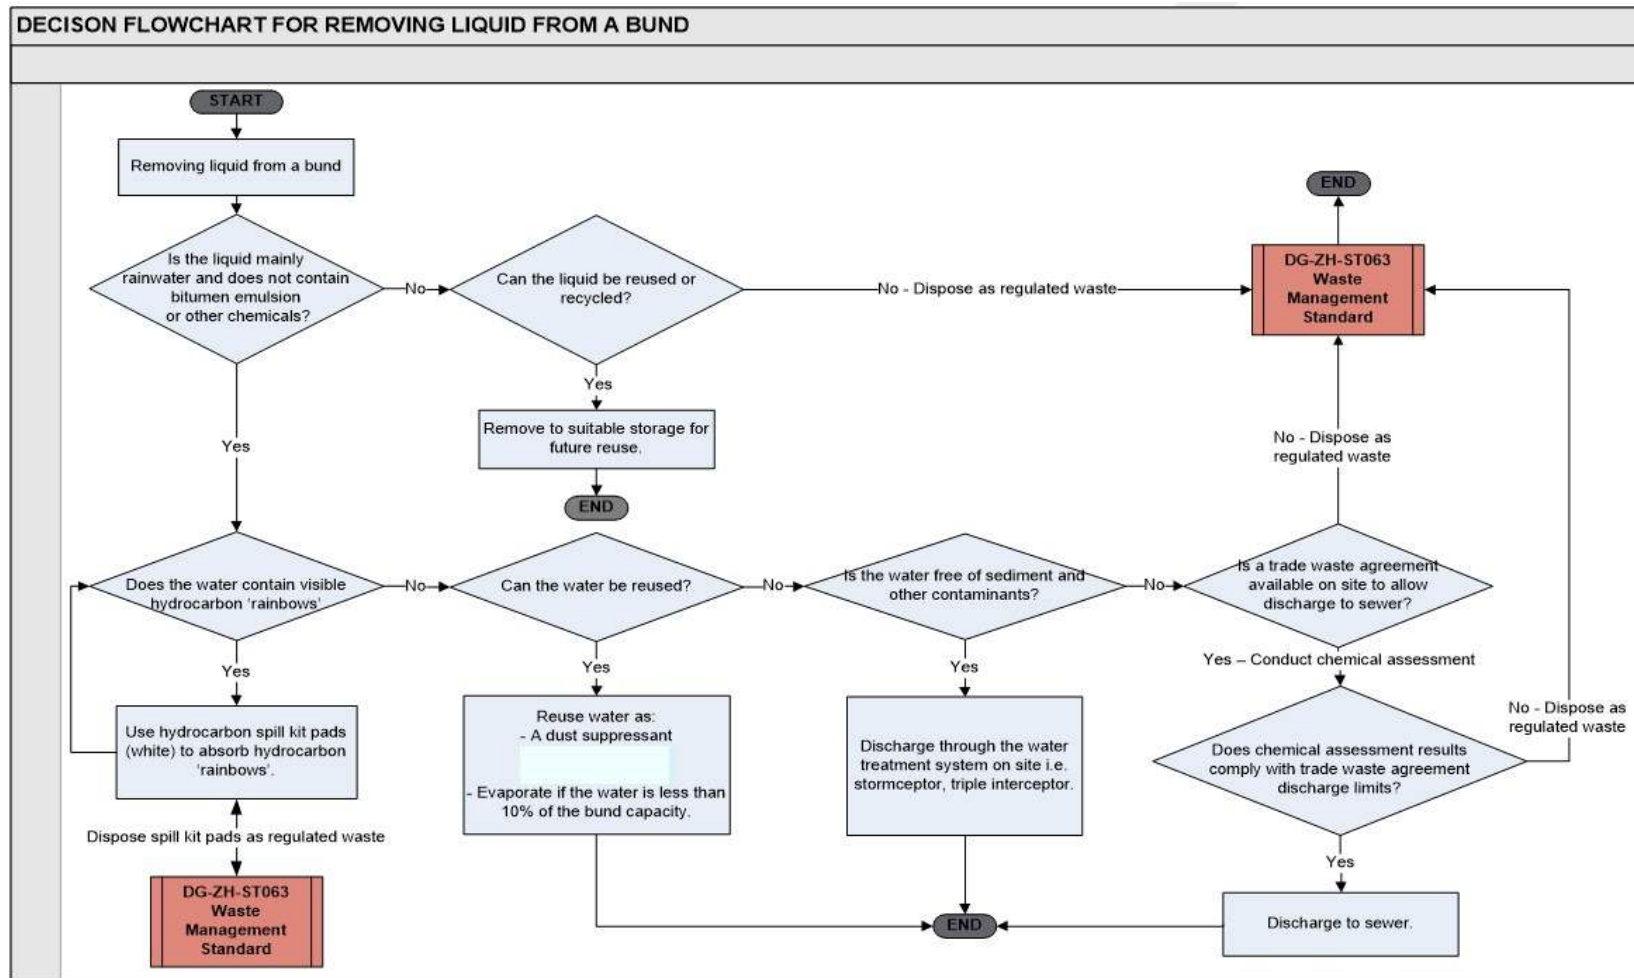 DECISON FLOWCHART FOR REMOVING LIQUID FROM A BUND
START
Removing liquid from a bund
Is the liquid mainly
rainwater and does not contain
bitumen emulsion
or other chemicals?
No
Can the liquid be reused or
recycled?
No - Dispose as regulated waste
DG-ZH-ST063
Waste
Management
Standard
END
Yes
Remove to suitable storage for
future reuse.
END
Yes
Does the water contain visible
hydrocarbon ‘rainbows’
No
Can the water be reused?
No
Is the water free of sediment and
other contaminants?
No
Is a trade waste agreement
available on site to allow
discharge to sewer?
No - Dispose as
regulated waste
Yes
Use hydrocarbon spill kit pads
(white) to absorb hydrocarbon
‘rainbows’.
Dispose spill kit pads as regulated waste
DG-ZH-ST063
Waste
Management
Standard
Yes
Reuse water as:
- A dust suppressant
- Evaporate if the water is less than
10% of the bund capacity.
Yes
Discharge through the water
treatment system on site i.e.
stormceptor, triple interceptor.
Yes – Conduct chemical assessment
Does chemical assessment results
comply with trade waste agreement
discharge limits?
No - Dispose as
regulated waste
Yes
Discharge to sewer.
END